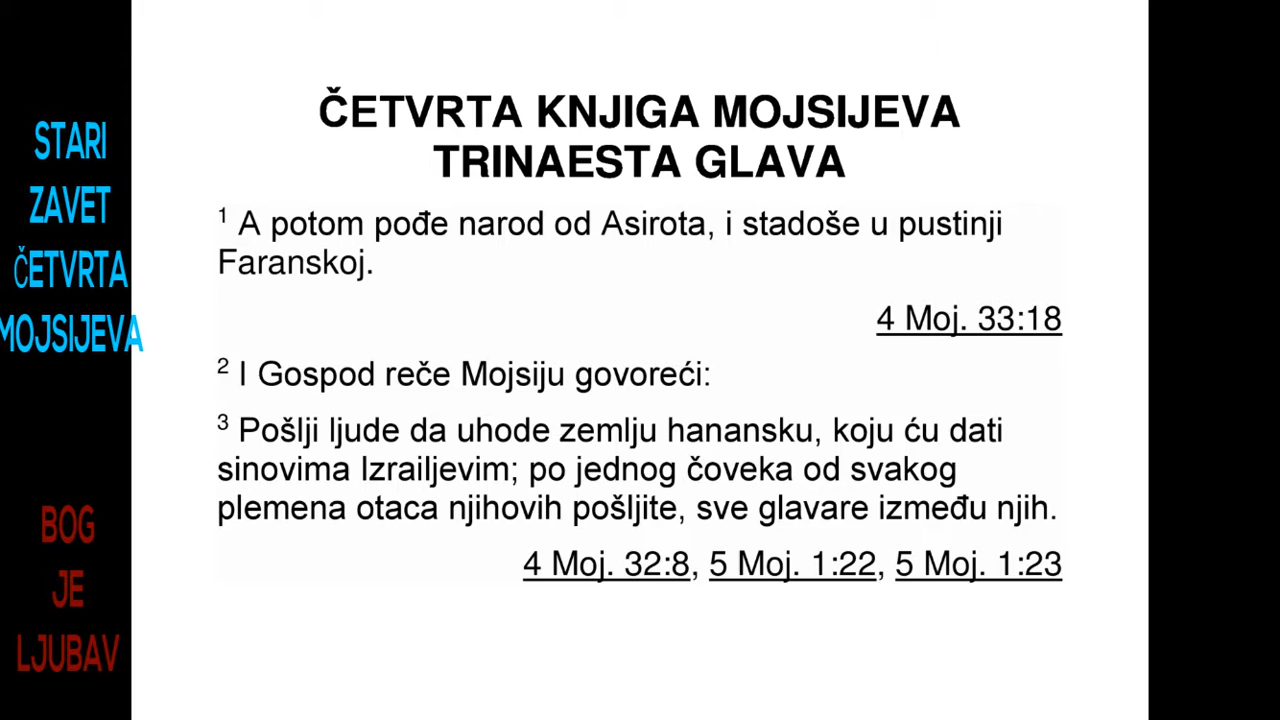 STARI
ZAVET
ČETVRTA
MOJSIJEVA
BOG
JE
LJUBAV
ČETVRTA KNJIGA MOJSIJEVA
TRINAESTA GLAVA
1 A potom pođe narod od Asirota, i stadoše u pustinji
Faranskoj.
4 Moj. 33:18
2 I Gospod reče Mojsiju govoreći:
3 Pošlji ljude da uhode zemlju hanansku, koju ću dati
sinovima Izrailjevim; po jednog čoveka od svakog
plemena otaca njihovih pošljite, sve glavare između njih.
4 Moj. 32:8, 5 Moj. 1:22, 5 Moj. 1:23